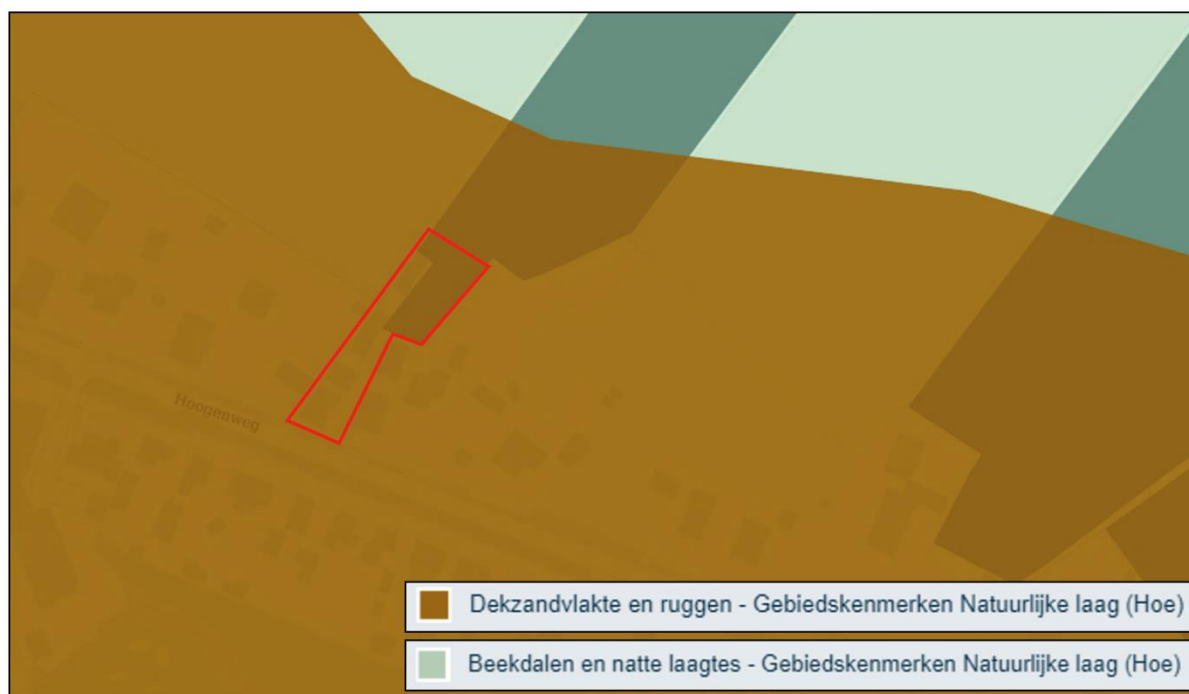 Hoogenweg
Dekzandvlakte en ruggen - Gebiedskenmerken Natuurlijke laag (Hoe)
Beekdalen en natte laagtes - Gebiedskenmerken Natuurlijke laag (Hoe)